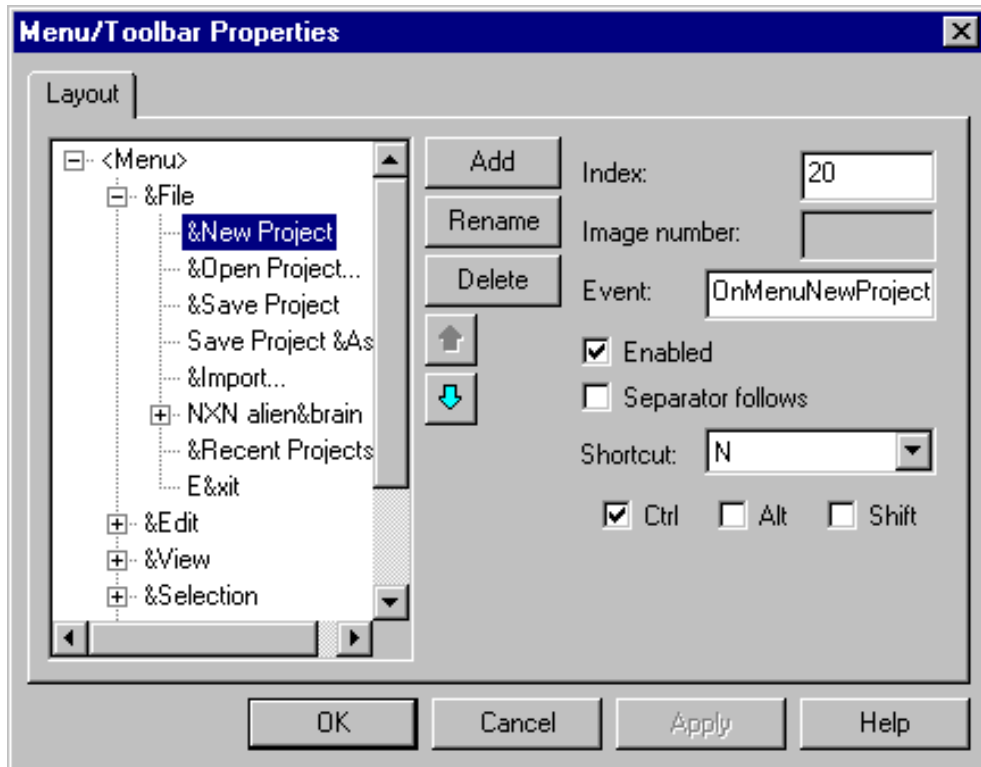 Menu/Toolbar Properties
Layout
<Menu>
&File
&New Project
&Open Project...
&Save Project
Save Project &As
&Import...
NXN alien&brain
&Recent Projects
E&xit
&Edit
&View
&Selection
Add
Rename
Delete
Index: 20
Image number:
Event: OnMenuNewProject
Enabled
Separator follows
Shortcut: N
Ctrl Alt Shift
OK Cancel Apply Help